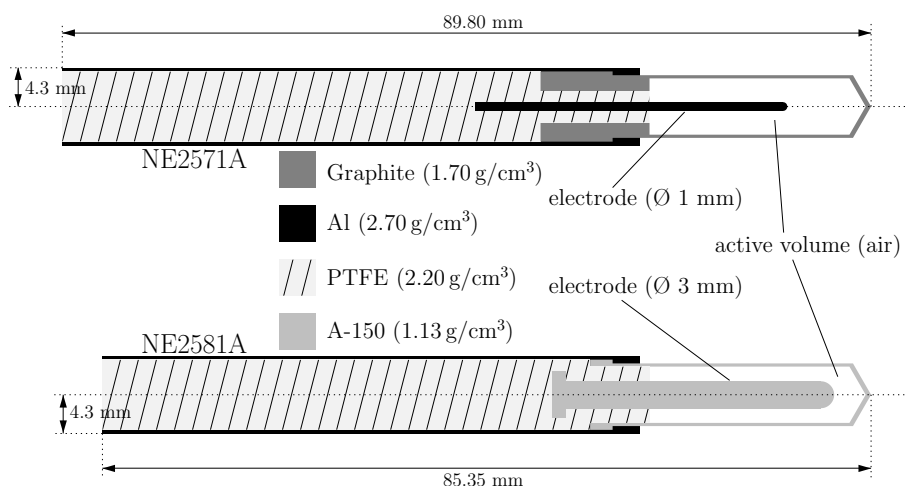 89.80 mm
4.3 mm
NE2571A
Graphite (1.70 g/cm³)
electrode (Ø 1 mm)
Al (2.70 g/cm³)
active volume (air)
PTFE (2.20 g/cm³)
electrode (Ø 3 mm)
A-150 (1.13 g/cm³)
NE2581A
4.3 mm
85.35 mm